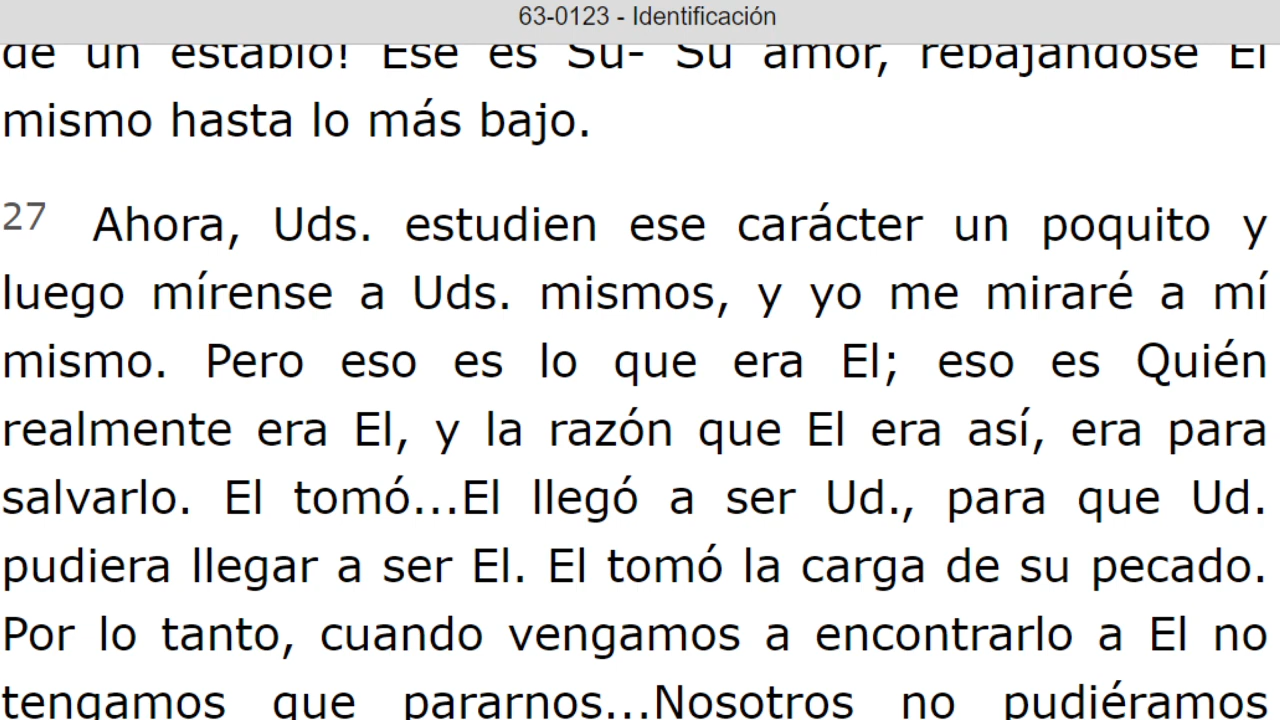 63-0123 - Identificación
de un establo! Ese es Su- Su amor, rebajándose El
mismo hasta lo más bajo.
27 Ahora, Uds. estudien ese carácter un poquito y
luego mírense a Uds. mismos, y yo me miraré a mí
mismo. Pero eso es lo que era El; eso es Quién
realmente era El, y la razón que El era así, era para
salvarlo. El tomó...El llegó a ser Ud., para que Ud.
pudiera llegar a ser El. El tomó la carga de su pecado.
Por lo tanto, cuando vengamos a encontrarlo a El no
tengamos que pararnos...Nosotros no pudiéramos